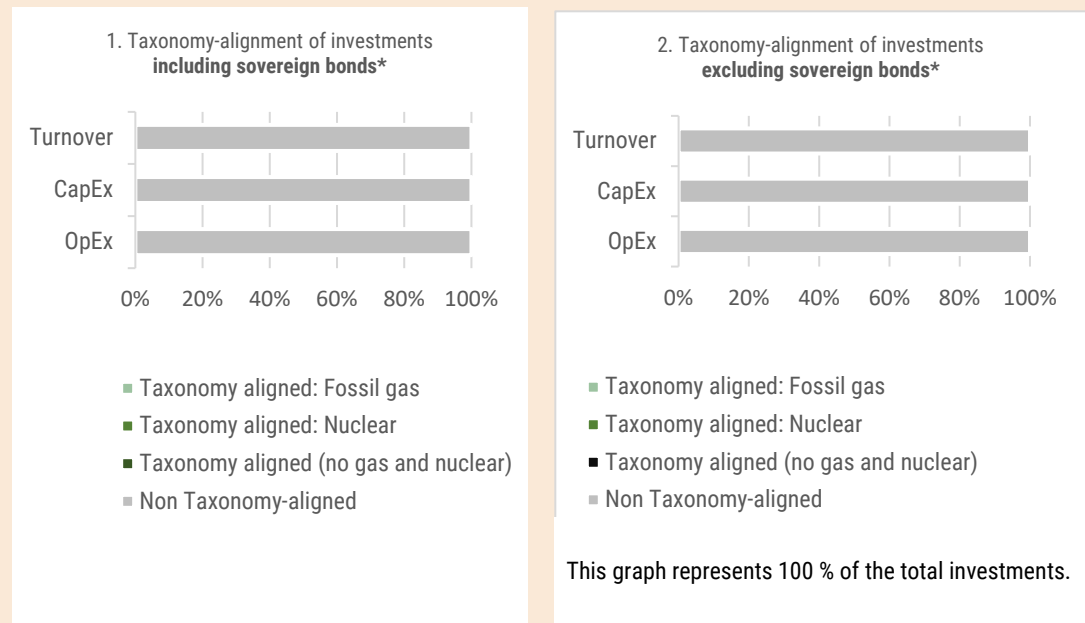 1. Taxonomy-alignment of investments
including sovereign bonds*
Turnover
CapEx
OpEx
0% 20% 40% 60% 80% 100%
Taxonomy aligned: Fossil gas
Taxonomy aligned: Nuclear
Taxonomy aligned (no gas and nuclear)
Non Taxonomy-aligned
2. Taxonomy-alignment of investments
excluding sovereign bonds*
Turnover
CapEx
OpEx
0% 20% 40% 60% 80% 100%
Taxonomy aligned: Fossil gas
Taxonomy aligned: Nuclear
Taxonomy aligned (no gas and nuclear)
Non Taxonomy-aligned
This graph represents 100 % of the total investments.